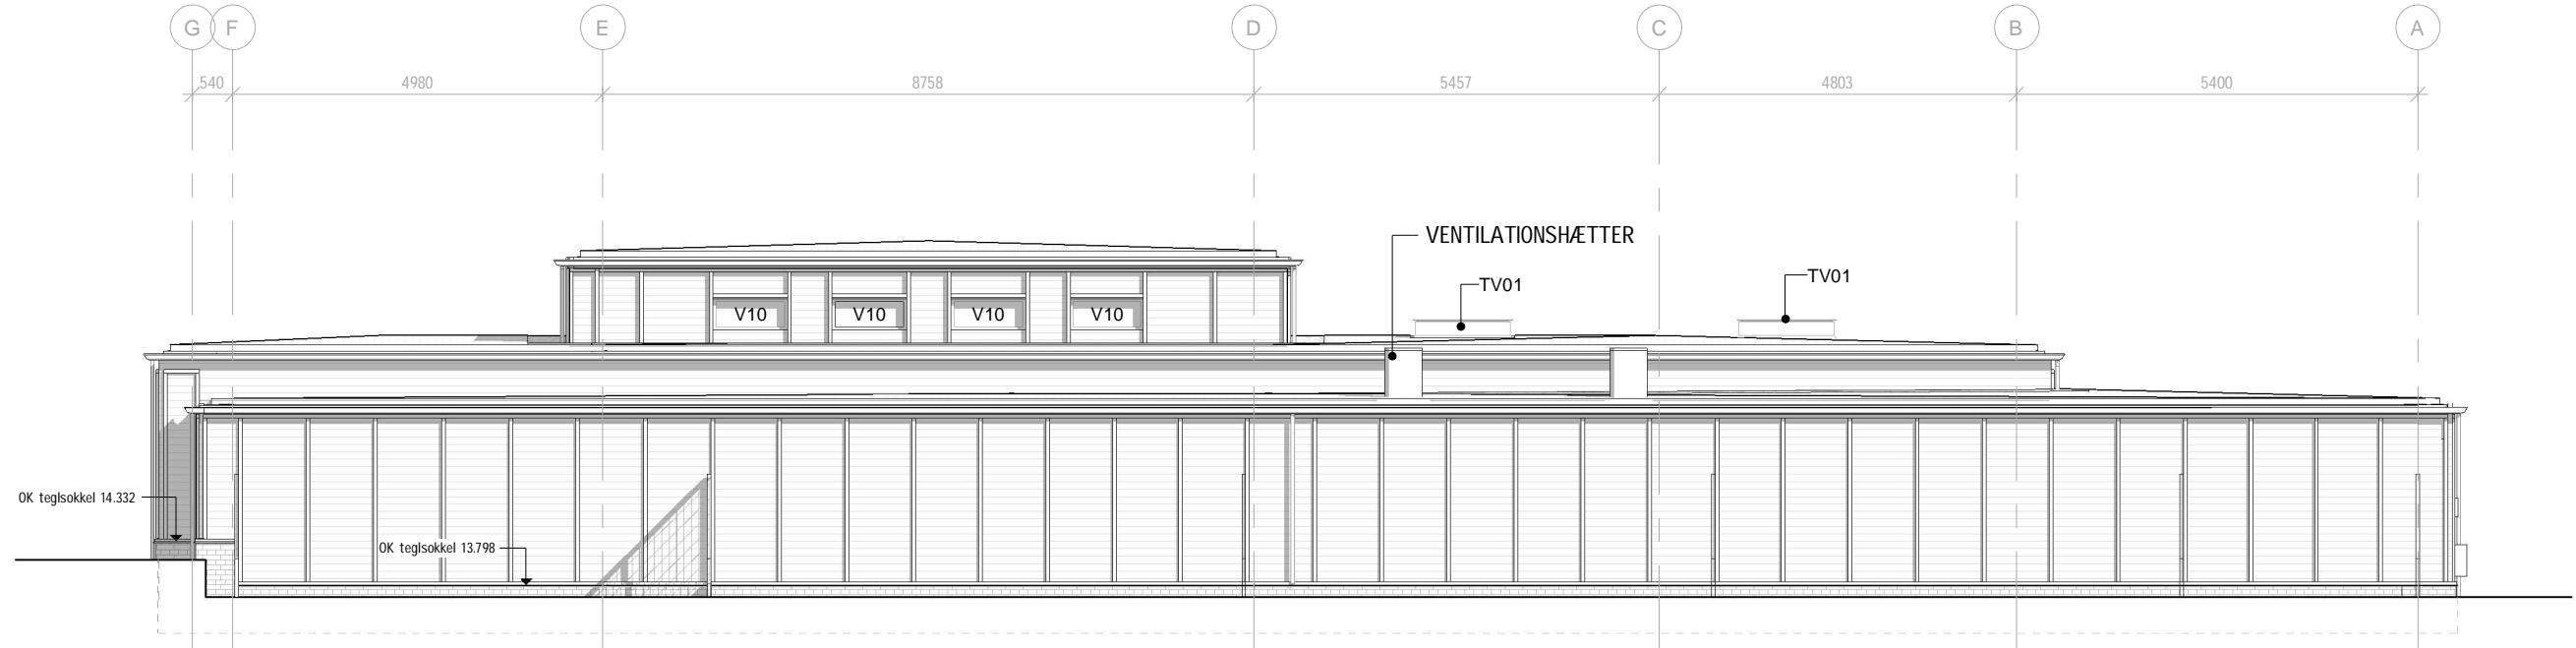 G F E D C B A
540 4980 8758 5457 4803 5400
VENTILATIONSHÆTTER
TV01
TV01
V10 V10 V10 V10
OK teglsokkel 14.332
OK teglsokkel 13.798